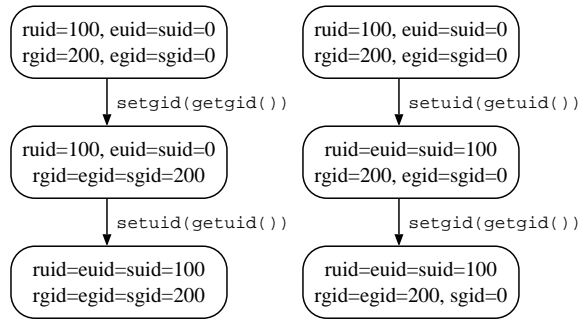 ruid=100, euid=suid=0
rgid=200, egid=sgid=0
setgid(getgid())
ruid=100, euid=suid=0
rgid=egid=sgid=200
setuid(getuid())
ruid=euid=suid=100
rgid=egid=sgid=200
ruid=100, euid=suid=0
rgid=200, egid=sgid=0
setuid(getuid())
ruid=euid=suid=100
rgid=200, egid=sgid=0
setgid(getgid())
ruid=euid=suid=100
rgid=egid=200, sgid=0